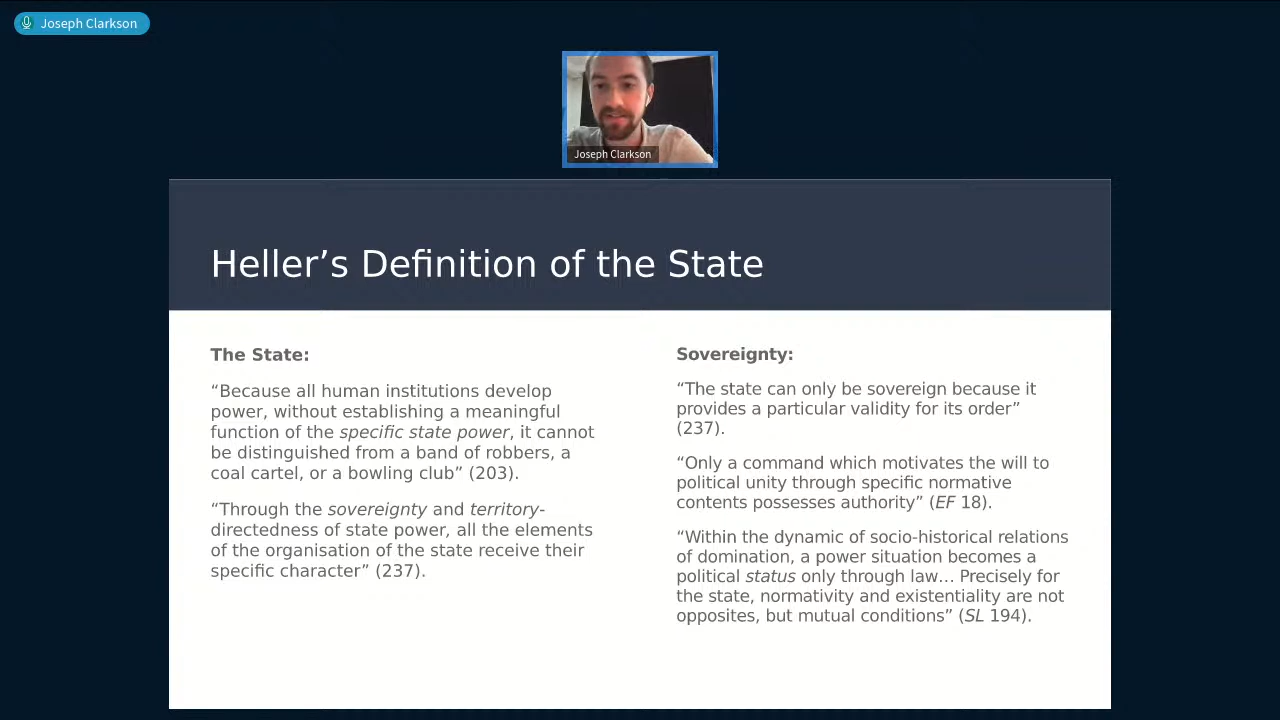 Joseph Clarkson
Joseph Clarkson
Heller’s Definition of the State
The State:
“Because all human institutions develop
power, without establishing a meaningful
function of the specific state power, it cannot
be distinguished from a band of robbers, a
coal cartel, or a bowling club” (203).
“Through the sovereignty and territory-
directedness of state power, all the elements
of the organisation of the state receive their
specific character” (237).
Sovereignty:
“The state can only be sovereign because it
provides a particular validity for its order”
(237).
“Only a command which motivates the will to
political unity through specific normative
contents possesses authority” (EF 18).
“Within the dynamic of socio-historical relations
of domination, a power situation becomes a
political status only through law… Precisely for
the state, normativity and existentiality are not
opposites, but mutual conditions” (SL 194).